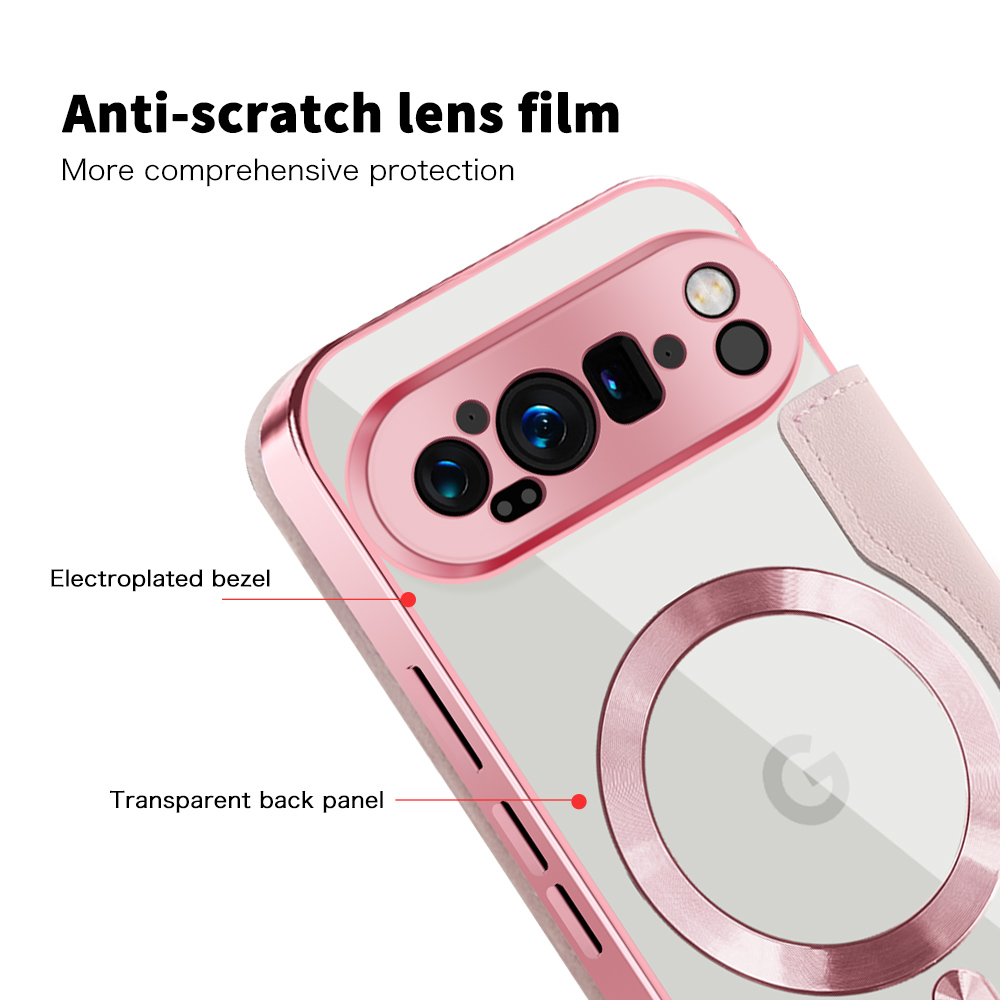 Anti-scratch lens film
More comprehensive protection
Electroplated bezel
Transparent back panel